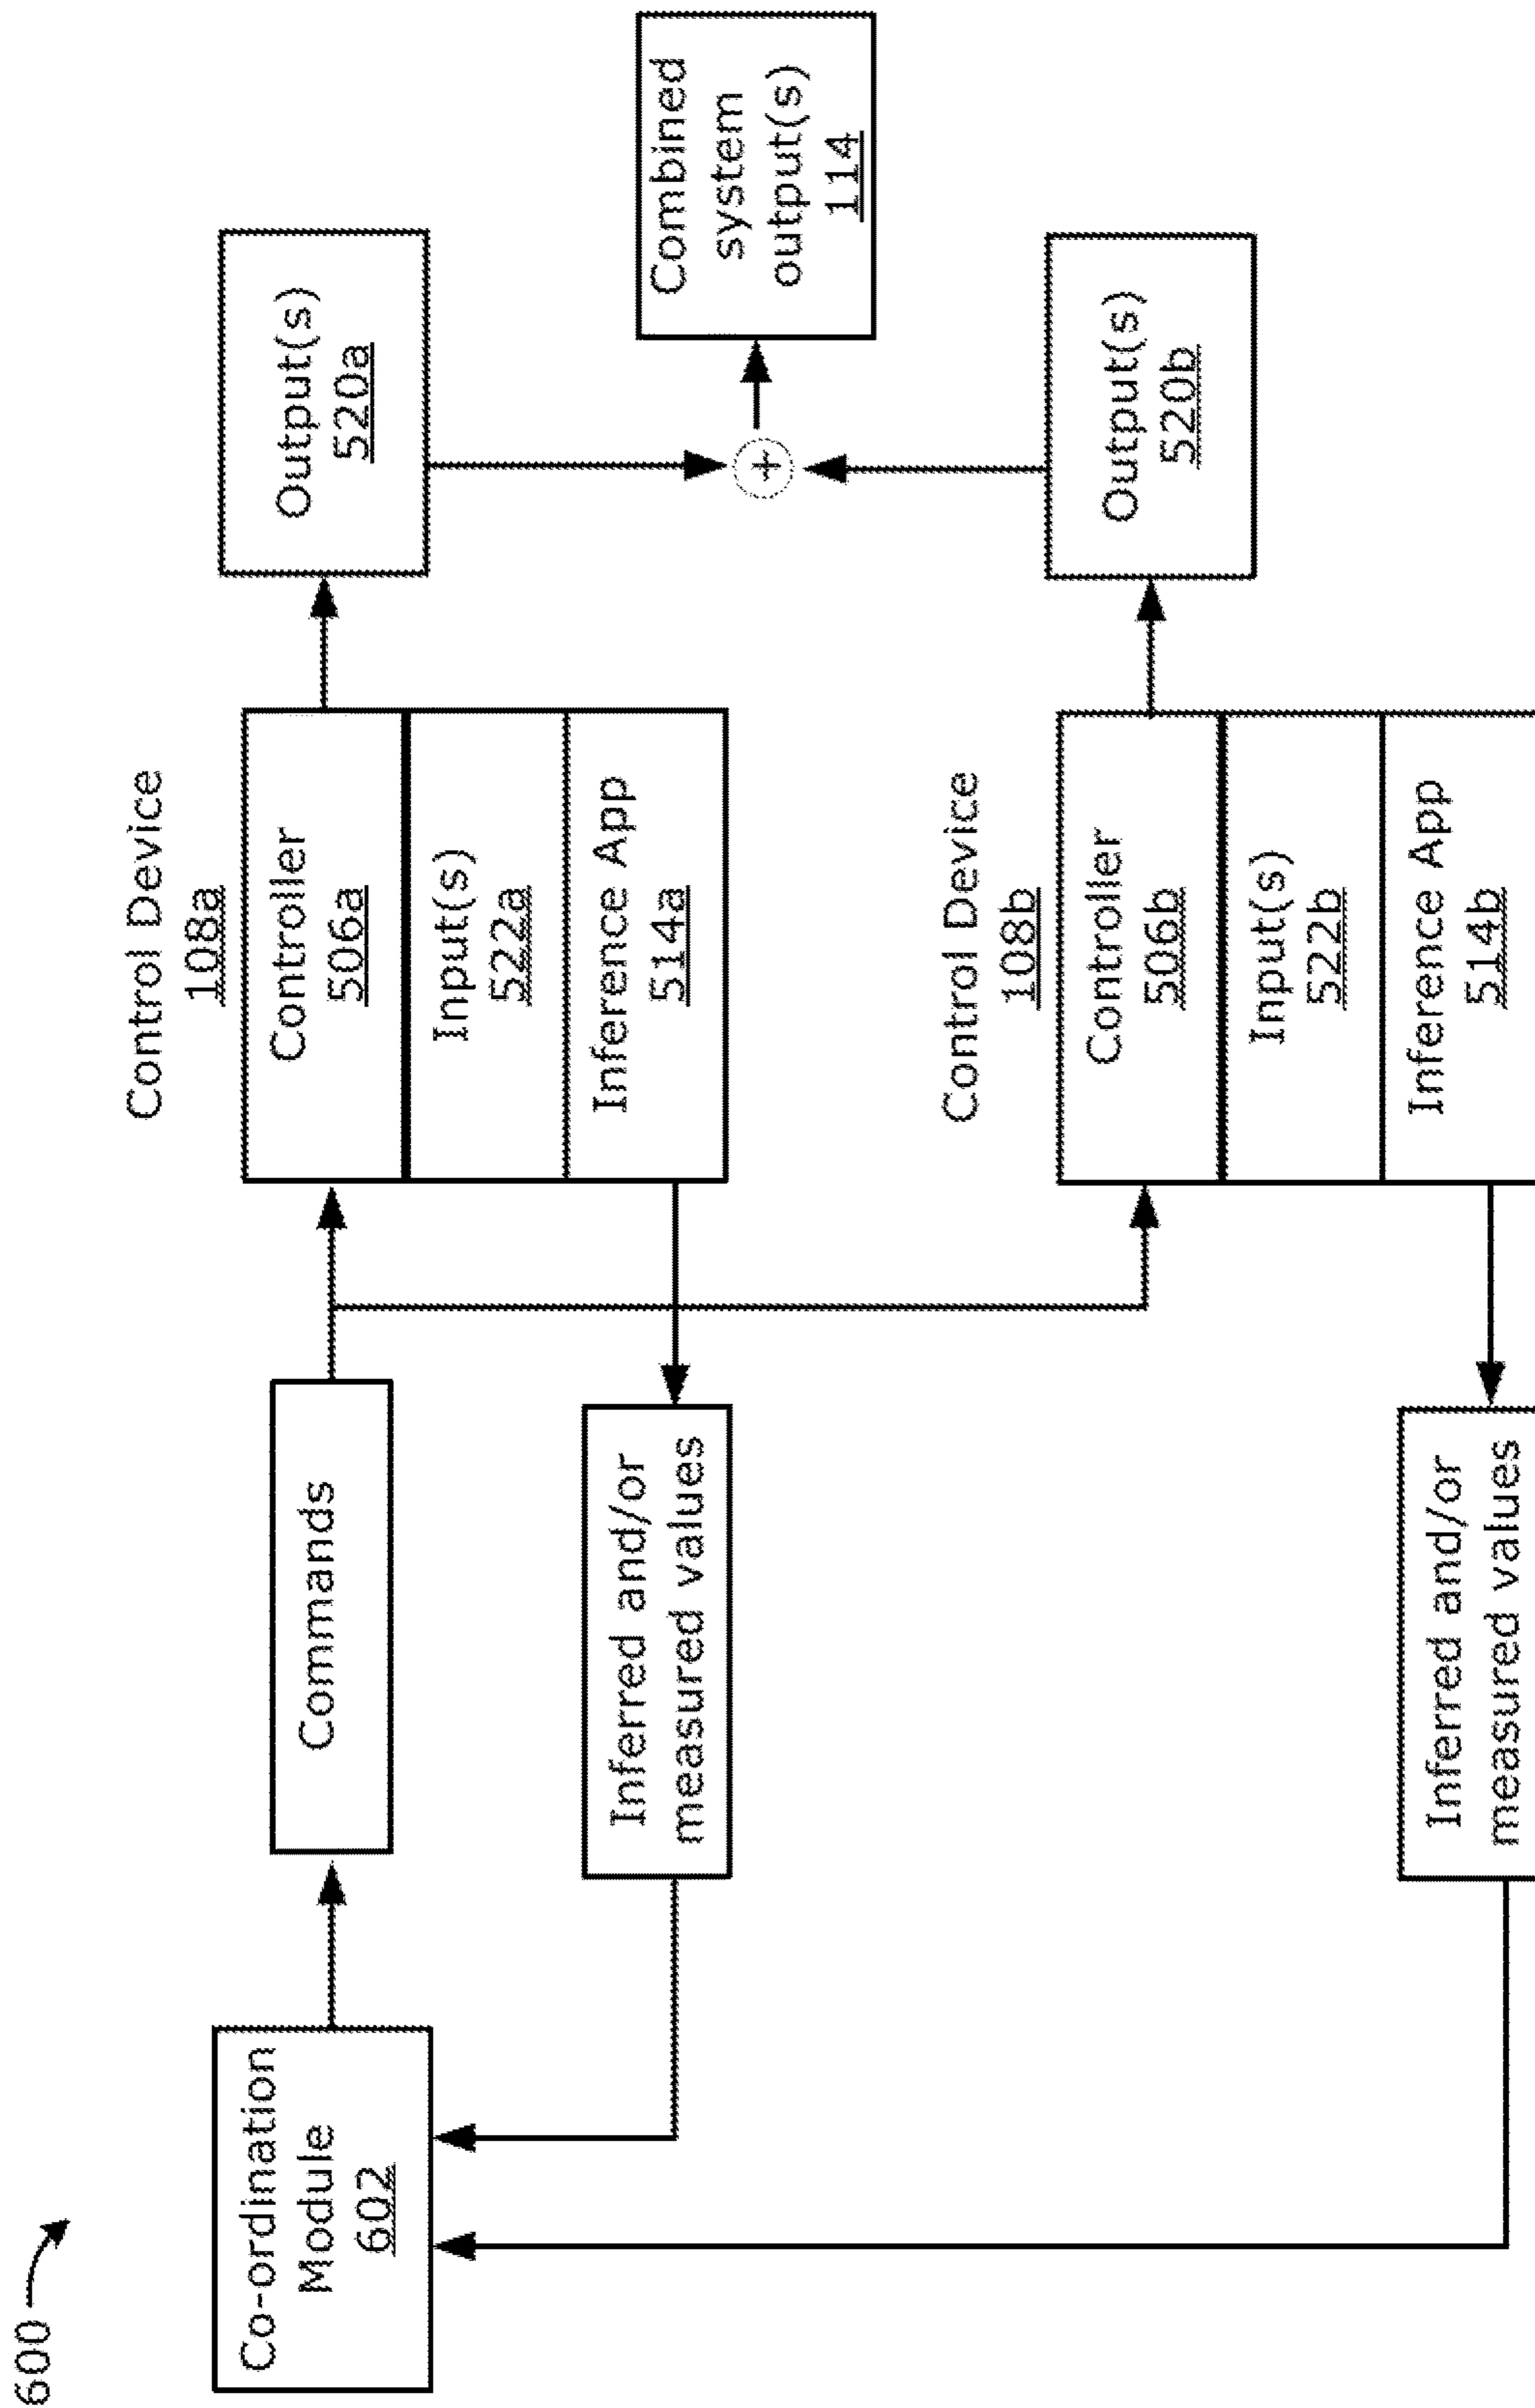 600
Co-ordination
Module
602
Commands
Inferred and/or
measured values
Control Device
108a
Controller
506a
Input(s)
522a
Inference App
514a
Output(s)
520a
+
Combined
system
output(s)
114
Control Device
108b
Controller
506b
Input(s)
522b
Inference App
514b
Output(s)
520b
Inferred and/or
measured values